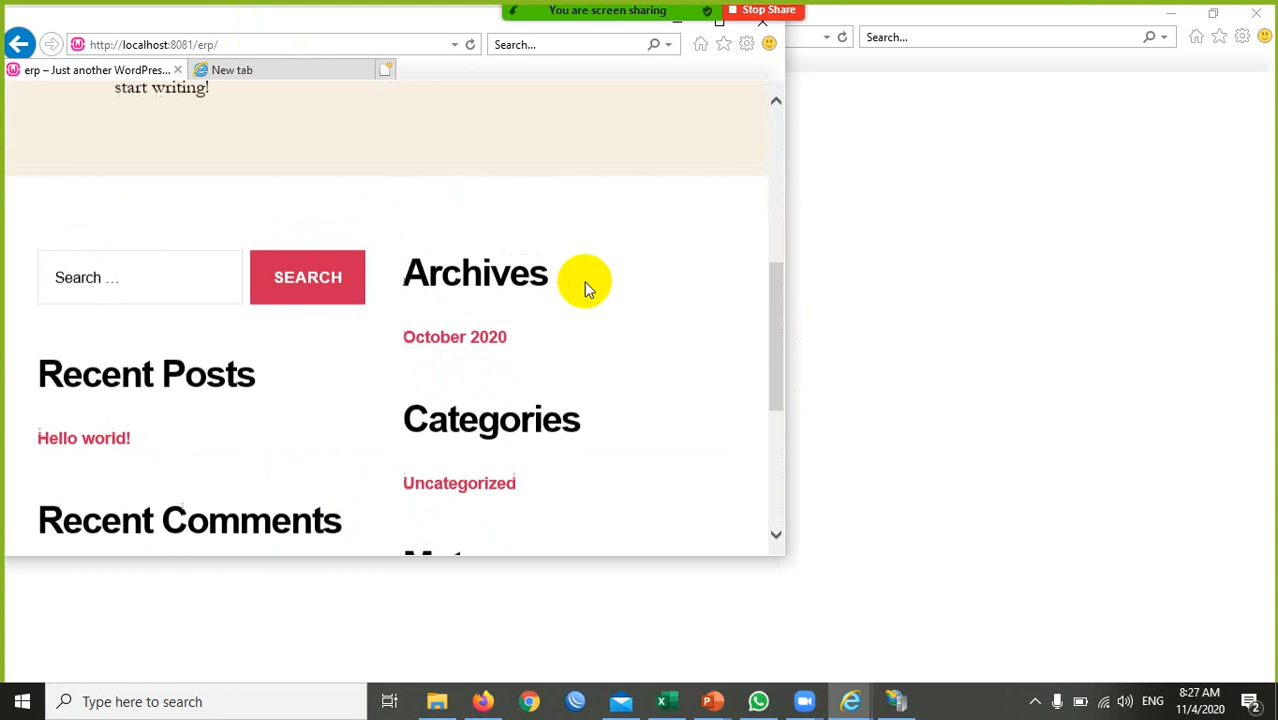 You are screen sharing
Stop Share
http://localhost:8081/erp/
Search...
Search...
erp – Just another WordPres...
New tab
start writing!
Search …
SEARCH
Archives
October 2020
Recent Posts
Categories
Hello world!
Uncategorized
Recent Comments
Type here to search
ENG
8:27 AM
11/4/2020
2